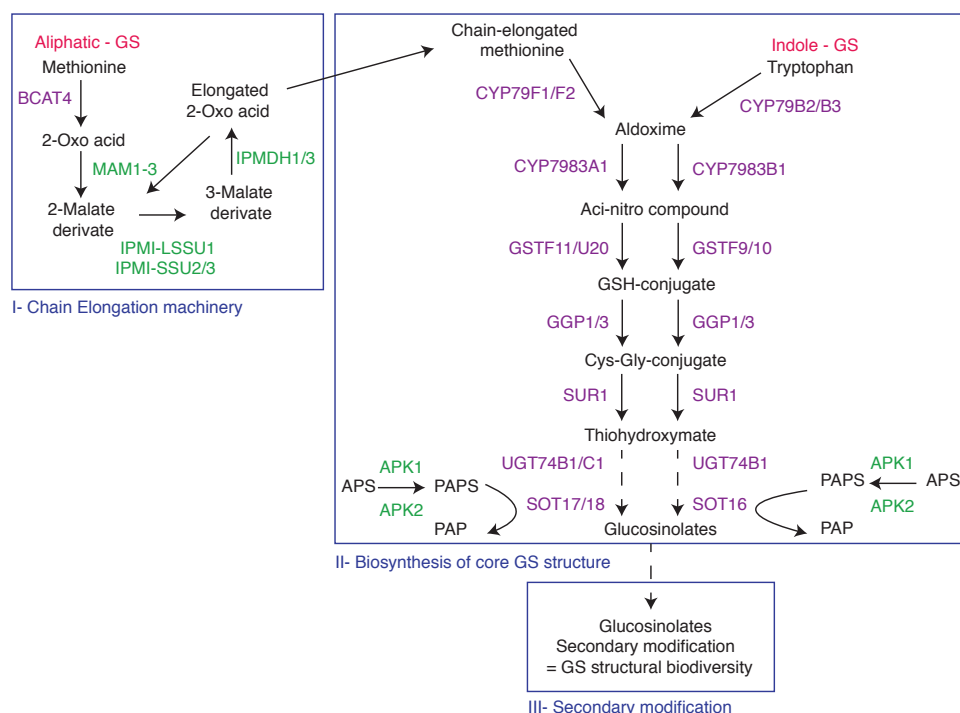 Aliphatic - GS
Methionine
BCAT4
2-Oxo acid
MAM1-3
2-Malate
derivate
IPMI-LSSU1
IPMI-SSU2/3
3-Malate
derivate
IPMDH1/3
Elongated
2-Oxo acid
I- Chain Elongation machinery
Chain-elongated
methionine
Indole - GS
Tryptophan
CYP79F1/F2
CYP79B2/B3
Aldoxime
CYP7983A1
CYP7983B1
Aci-nitro compound
GSTF11/U20
GSTF9/10
GSH-conjugate
GGP1/3
GGP1/3
Cys-Gly-conjugate
SUR1
SUR1
Thiohydroxymate
UGT74B1/C1
UGT74B1
APS
APK1
APK2
PAPS
PAP
SOT17/18
SOT16
PAPS
APK1
APK2
APS
PAP
Glucosinolates
II- Biosynthesis of core GS structure
Glucosinolates
Secondary modification
= GS structural biodiversity
III- Secondary modification